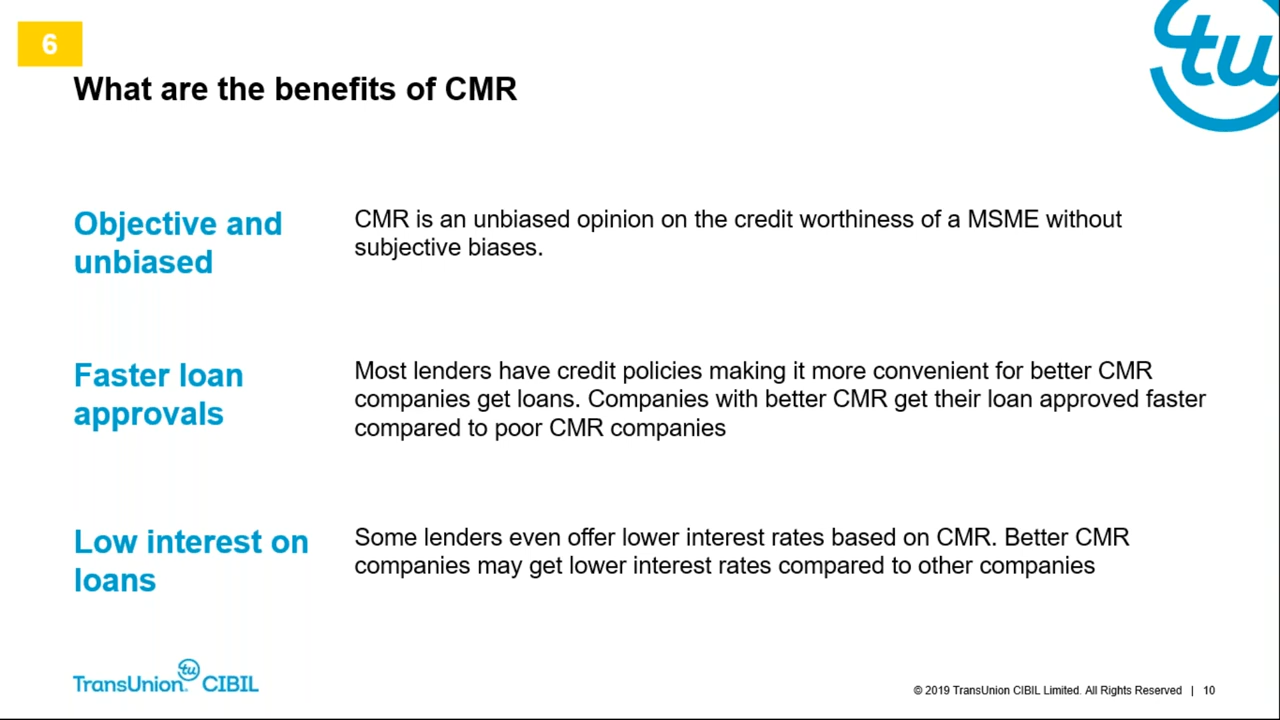 6
tu
What are the benefits of CMR
Objective and
unbiased
CMR is an unbiased opinion on the credit worthiness of a MSME without
subjective biases.
Faster loan
approvals
Most lenders have credit policies making it more convenient for better CMR
companies get loans. Companies with better CMR get their loan approved faster
compared to poor CMR companies
Low interest on
loans
Some lenders even offer lower interest rates based on CMR. Better CMR
companies may get lower interest rates compared to other companies
tu
TransUnion® CIBIL
© 2019 TransUnion CIBIL Limited. All Rights Reserved | 10